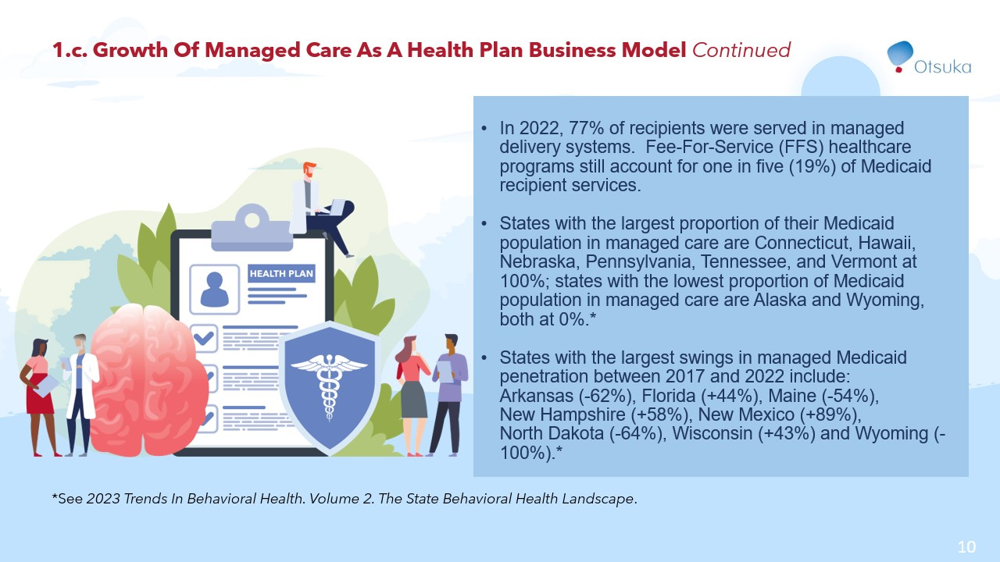 1.c. Growth Of Managed Care As A Health Plan Business Model Continued
Otsuka
HEALTH PLAN
• In 2022, 77% of recipients were served in managed
delivery systems.  Fee-For-Service (FFS) healthcare
programs still account for one in five (19%) of Medicaid
recipient services.
• States with the largest proportion of their Medicaid
population in managed care are Connecticut, Hawaii,
Nebraska, Pennsylvania, Tennessee, and Vermont at
100%; states with the lowest proportion of Medicaid
population in managed care are Alaska and Wyoming,
both at 0%.*
• States with the largest swings in managed Medicaid
penetration between 2017 and 2022 include:
Arkansas (-62%), Florida (+44%), Maine (-54%),
New Hampshire (+58%), New Mexico (+89%),
North Dakota (-64%), Wisconsin (+43%) and Wyoming (-
100%).*
*See 2023 Trends In Behavioral Health. Volume 2. The State Behavioral Health Landscape.
10